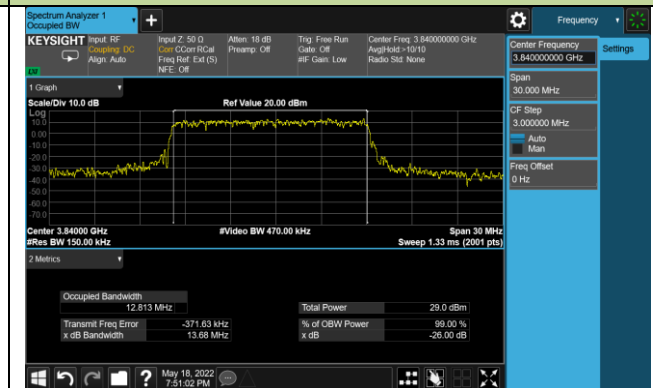 Spectrum Analyzer 1
Occupied BW
Frequency
KEYSIGHT
Input: RF
Coupling: DC
Align: Auto
Input Z: 50 Ω
Corr CCorr RCal
Freq Ref: Ext (S)
NFE: Off
Atten: 18 dB
Preamp: Off
Trig: Free Run
Gate: Off
#IF Gain: Low
Center Freq: 3.840000000 GHz
Avg|Hold:>10/10
Radio Std: None
LW
Center Frequency
3.840000000 GHz
Settings
Span
30.000 MHz
CF Step
3.000000 MHz
Auto
Man
Freq Offset
0 Hz
1 Graph
Scale/Div 10.0 dB
Ref Value 20.00 dBm
Log
10.0
0.00
-10.0
-20.0
-30.0
-40.0
-50.0
-60.0
-70.0
Center 3.84000 GHz
#Video BW 470.00 kHz
Span 30 MHz
#Res BW 150.00 kHz
Sweep 1.33 ms (2001 pts)
2 Metrics
Occupied Bandwidth
12.813 MHz
Total Power 29.0 dBm
Transmit Freq Error -371.63 kHz
% of OBW Power 99.00 %
x dB Bandwidth 13.68 MHz
x dB -26.00 dB
?
May 18, 2022
7:51:02 PM